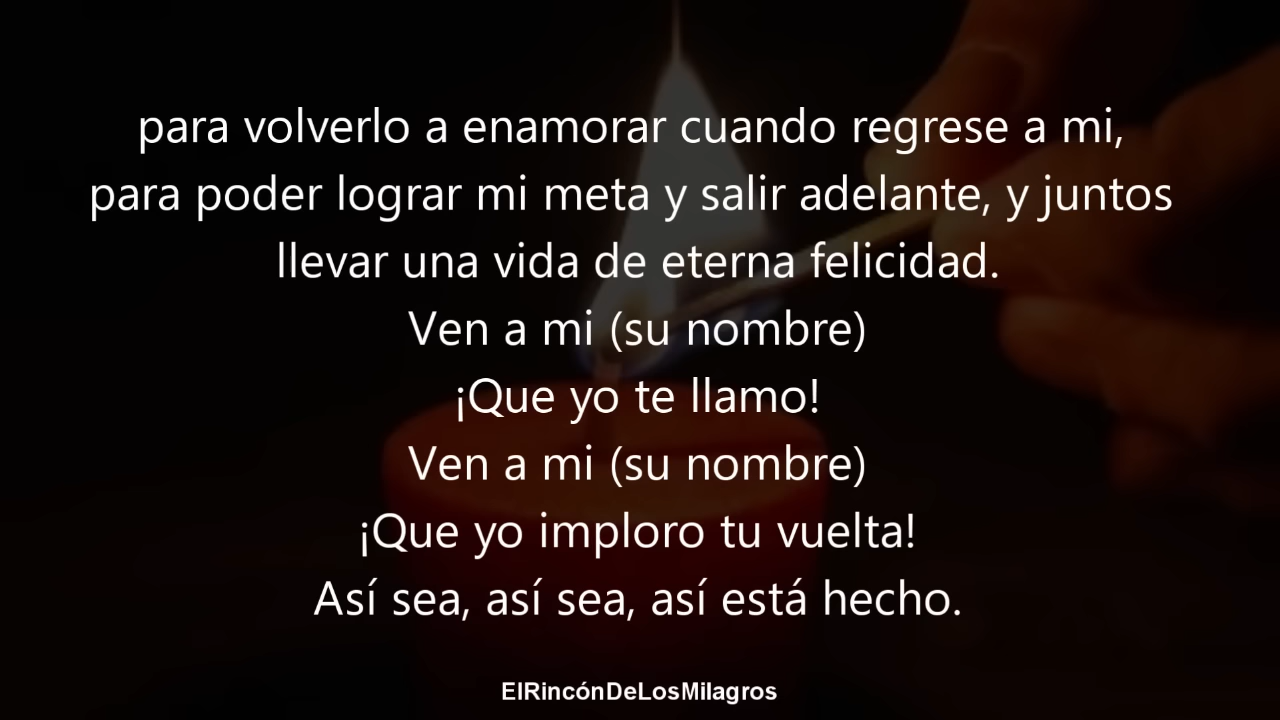 para volverlo a enamorar cuando regrese a mi,
para poder lograr mi meta y salir adelante, y juntos
llevar una vida de eterna felicidad.
Ven a mi (su nombre)
¡Que yo te llamo!
Ven a mi (su nombre)
¡Que yo imploro tu vuelta!
Así sea, así sea, así está hecho.
ElRincónDeLosMilagros